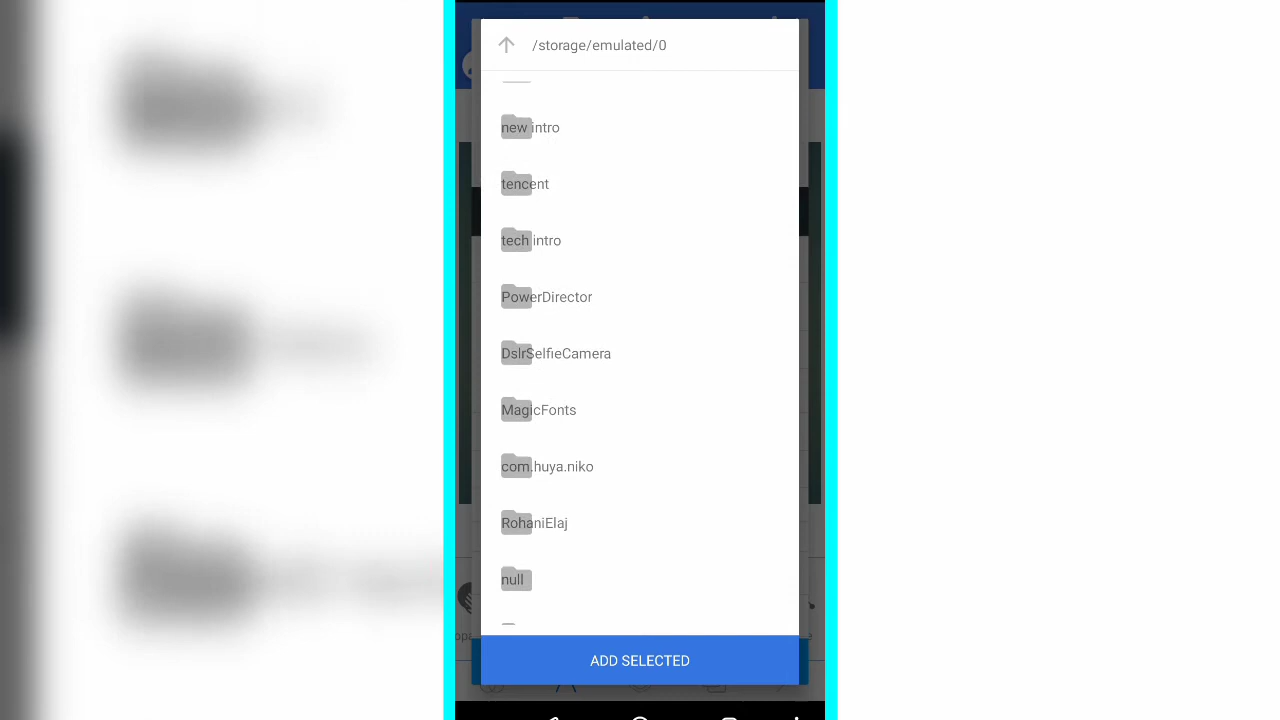 /storage/emulated/0
new intro
tencent
tech intro
PowerDirector
DslrSelfieCamera
MagicFonts
com.huya.niko
RohaniElaj
null
ADD SELECTED